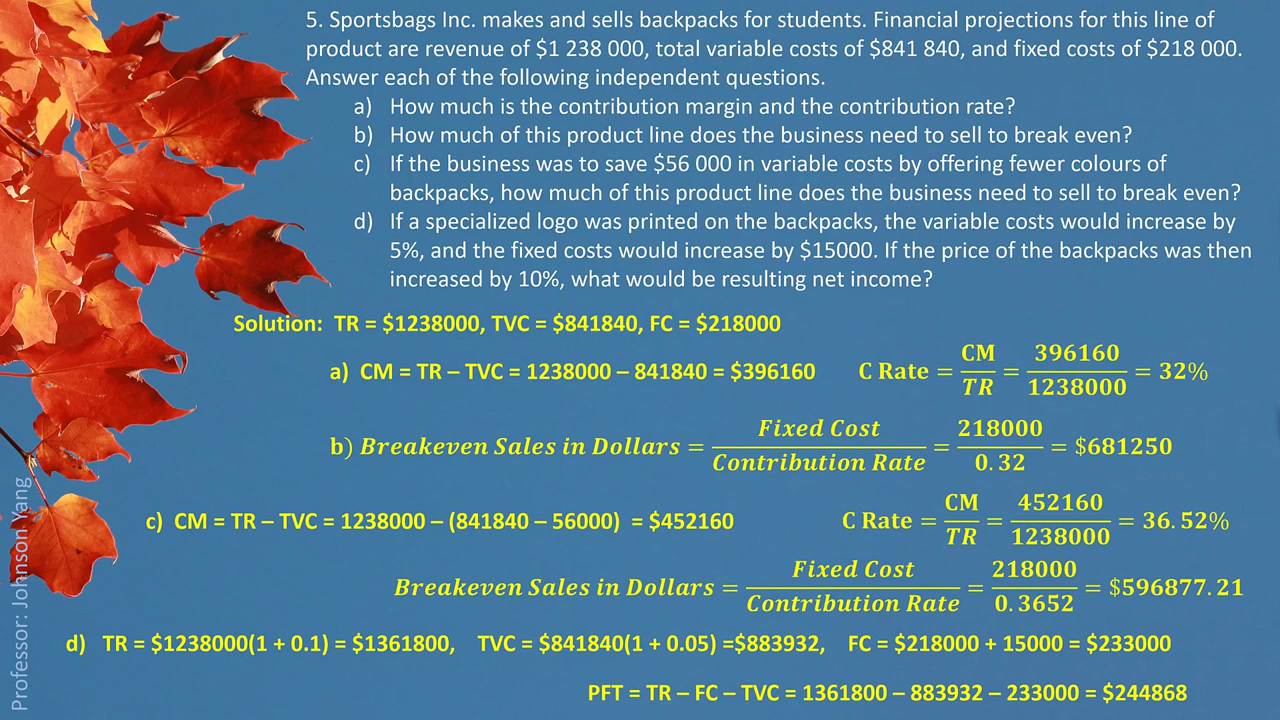 5. Sportsbags Inc. makes and sells backpacks for students. Financial projections for this line of
product are revenue of $1 238 000, total variable costs of $841 840, and fixed costs of $218 000.
Answer each of the following independent questions.
a) How much is the contribution margin and the contribution rate?
b) How much of this product line does the business need to sell to break even?
c) If the business was to save $56 000 in variable costs by offering fewer colours of
backpacks, how much of this product line does the business need to sell to break even?
d) If a specialized logo was printed on the backpacks, the variable costs would increase by
5%, and the fixed costs would increase by $15000. If the price of the backpacks was then
increased by 10%, what would be resulting net income?
Solution: TR = $1238000, TVC = $841840, FC = $218000
a) CM = TR – TVC = 1238000 – 841840 = $396160 C Rate = CM/TR = 396160/1238000 = 32%
b) Breakeven Sales in Dollars = Fixed Cost/Contribution Rate = 218000/0.32 = $681250
c) CM = TR – TVC = 1238000 – (841840 – 56000) = $452160 C Rate = CM/TR = 452160/1238000 = 36.52%
Breakeven Sales in Dollars = Fixed Cost/Contribution Rate = 218000/0.3652 = $596877.21
d) TR = $1238000(1 + 0.1) = $1361800, TVC = $841840(1 + 0.05) =$883932, FC = $218000 + 15000 = $233000
PFT = TR – FC – TVC = 1361800 – 883932 – 233000 = $244868
Professor: Johnson Yang